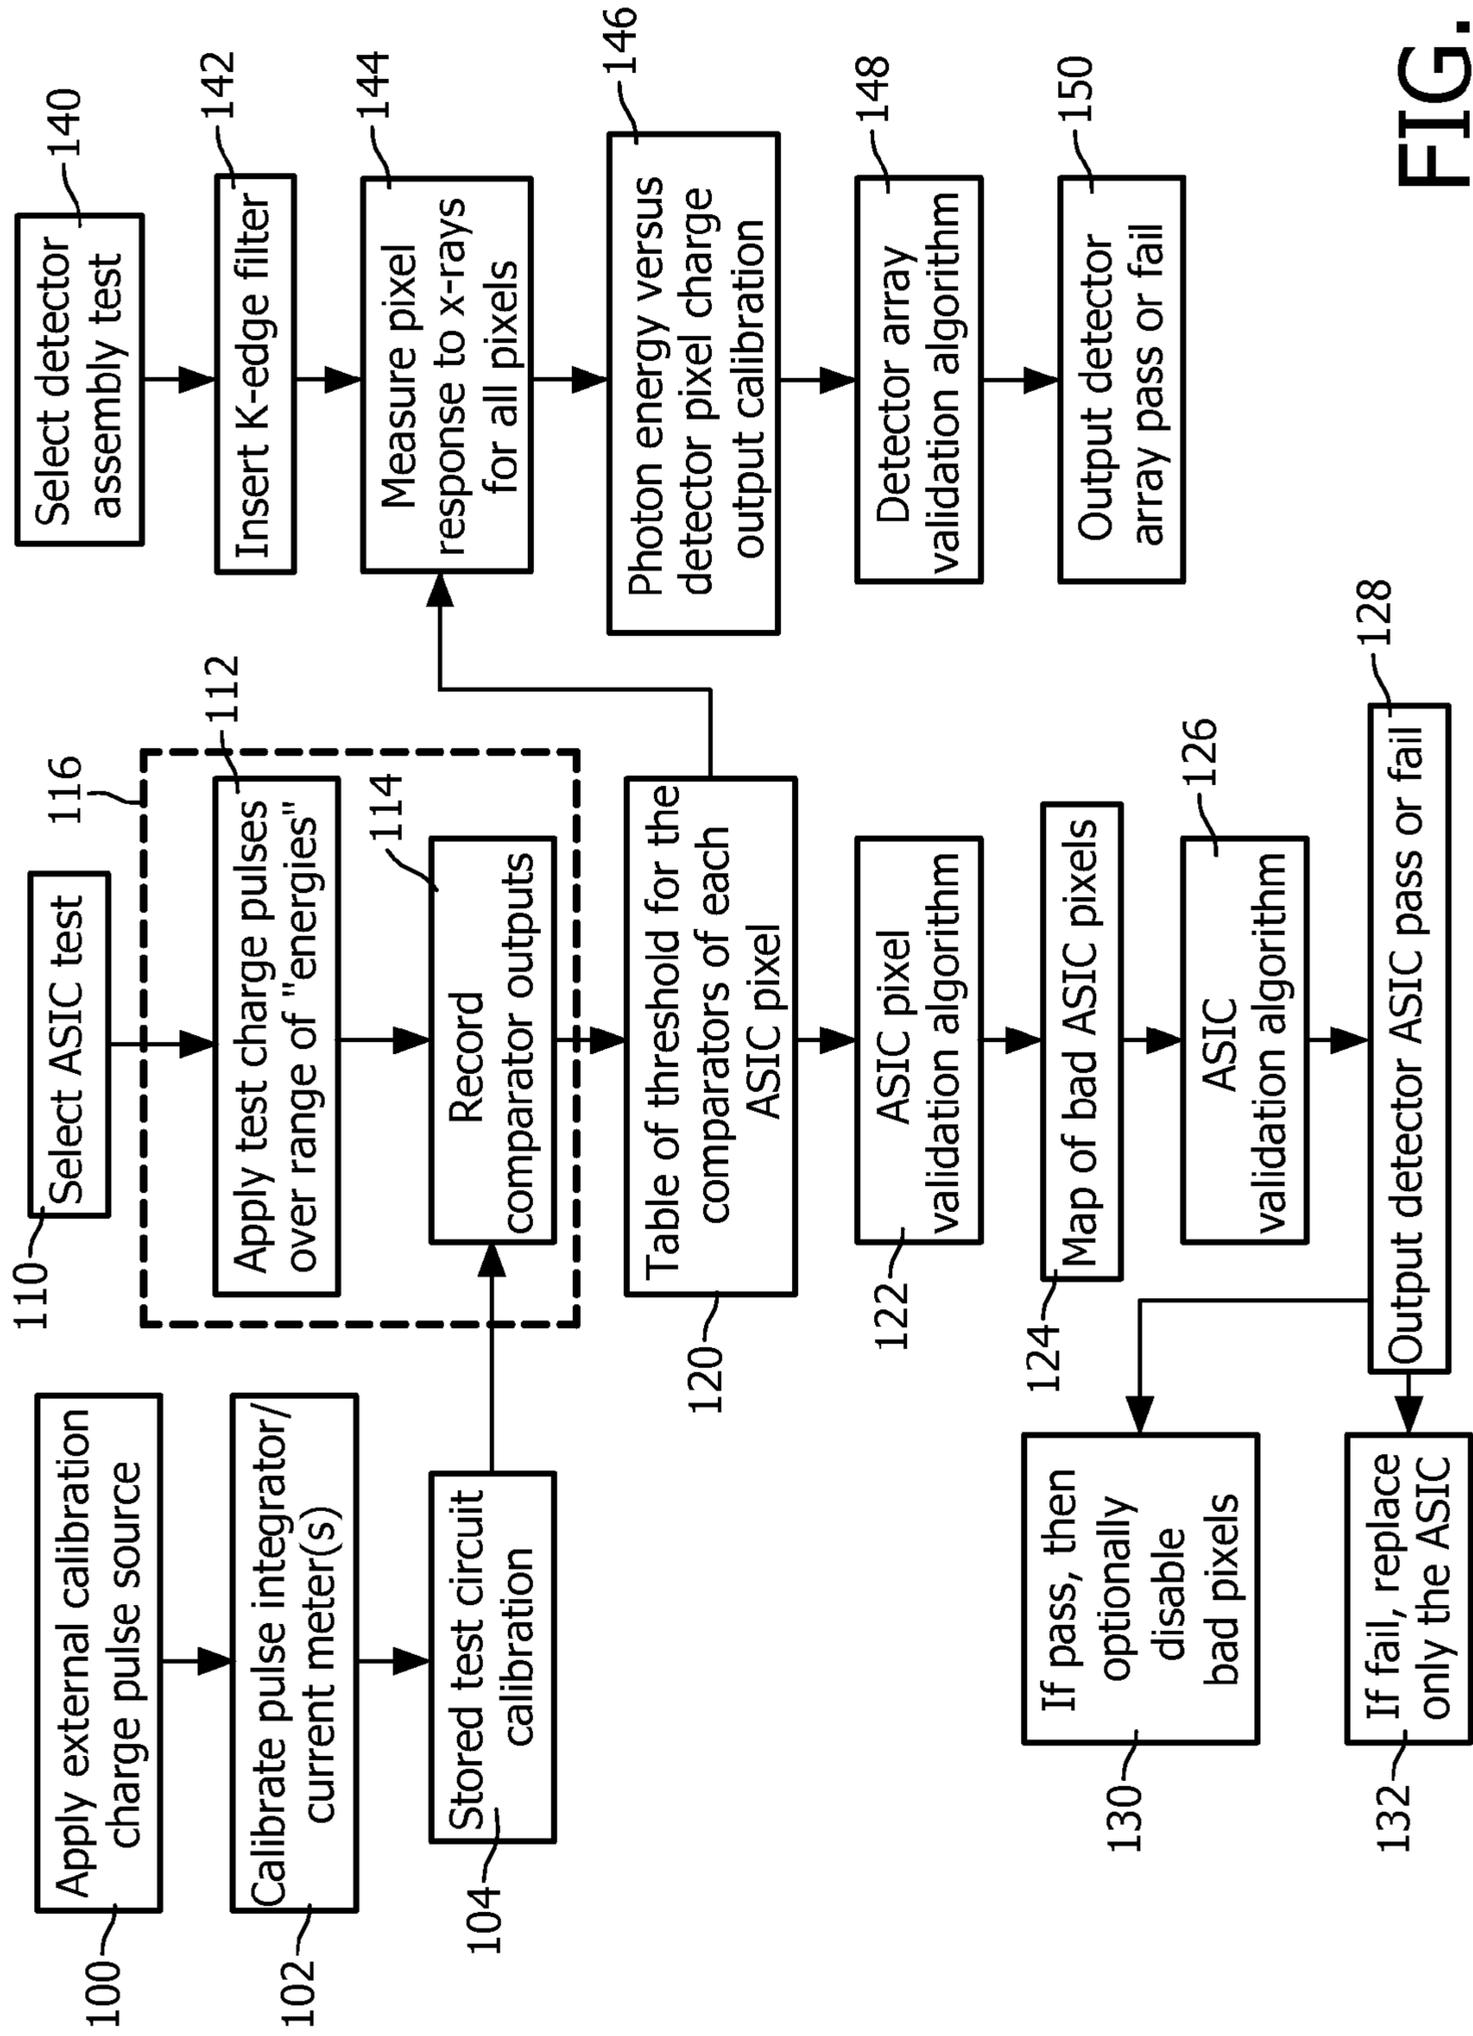 100
Apply external calibration
charge pulse source
102
Calibrate pulse integrator/
current meter(s)
104
Stored test circuit
calibration
110
Select ASIC test
116
112
Apply test charge pulses
over range of "energies"
114
Record
comparator outputs
120
Table of threshold for the
comparators of each
ASIC pixel
122
ASIC pixel
validation algorithm
124
Map of bad ASIC pixels
126
ASIC
validation algorithm
128
Output detector ASIC pass or fail
130
If pass, then
optionally
disable
bad pixels
132
If fail, replace
only the ASIC
140
Select detector
assembly test
142
Insert K-edge filter
144
Measure pixel
response to x-rays
for all pixels
146
Photon energy versus
detector pixel charge
output calibration
148
Detector array
validation algorithm
150
Output detector
array pass or fail
FIG.